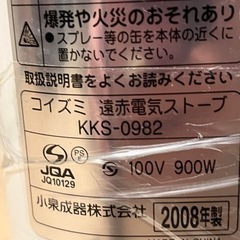 爆発や火災のおそれあり
●スプレー等の缶を本体の近くに
置かないでください。
取扱説明書をよくお読みください
コイズミ 遠赤電気ストーブ
KKS-0982
PS
JQA
JQ10129
100V 900W
小泉成器株式会社
2008年製
MADE IN CHINA